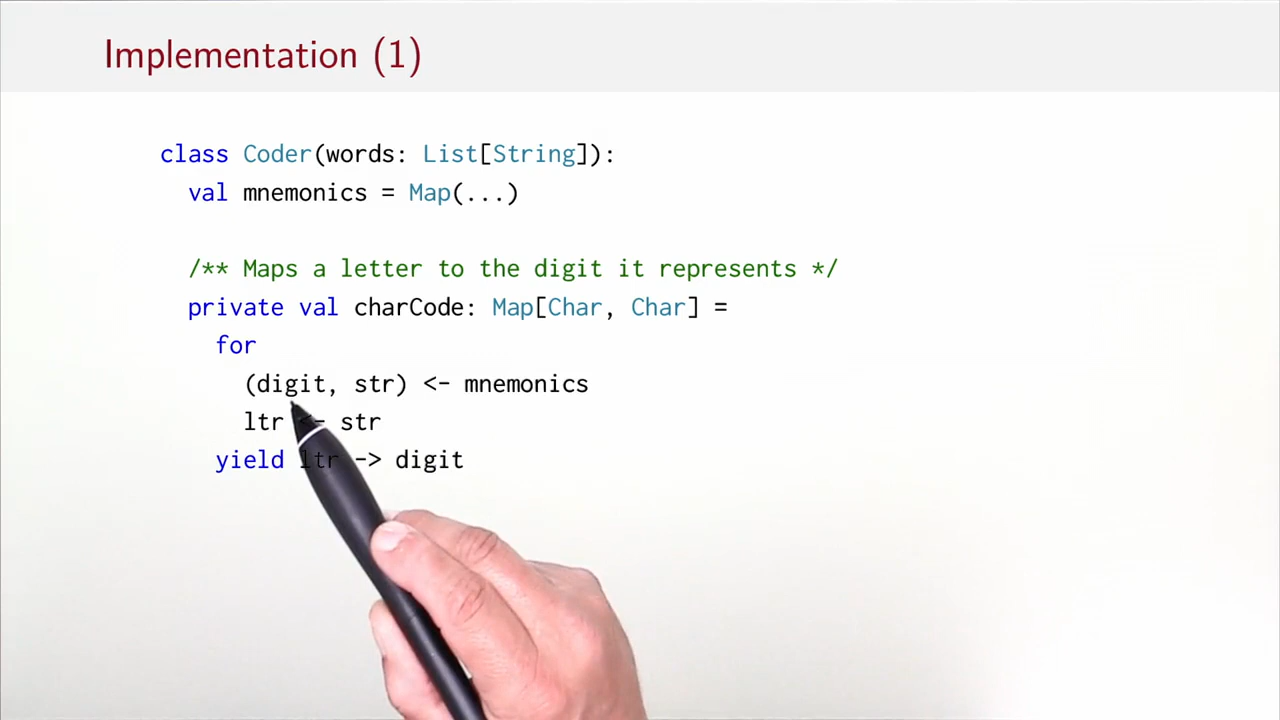 Implementation (1)
class Coder(words: List[String]):
val mnemonics = Map(...)
/** Maps a letter to the digit it represents */
private val charCode: Map[Char, Char] =
for
(digit, str) <- mnemonics
ltr <- str
yield ltr -> digit